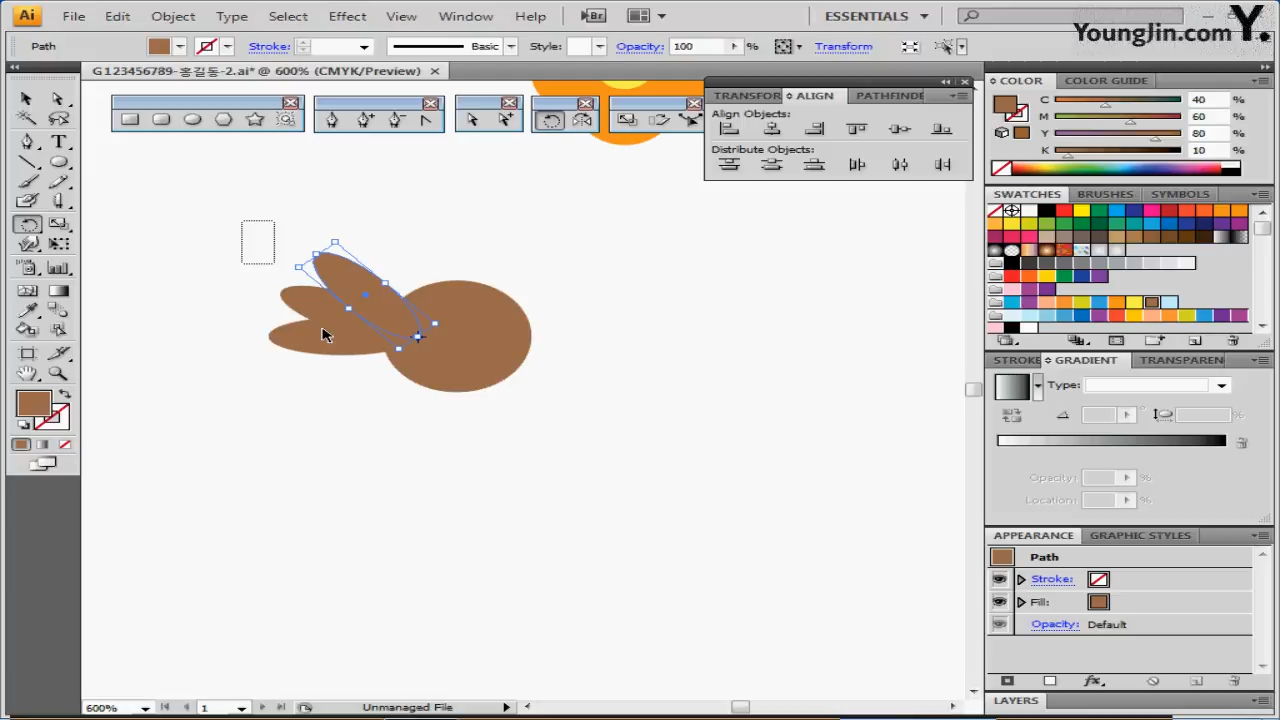 Ai File Edit Object Type Select Effect View Window Help Br ESSENTIALS
YoungJin.com Y.
Path Stroke: Basic Style: Opacity: 100 % Transform
G123456789-홍길동-2.ai* @ 600% (CMYK/Preview)
TRANSFOR ALIGN PATHFINDE
Align Objects:
Distribute Objects:
COLOR COLOR GUIDE
C 40 %
M 60 %
Y 80 %
K 10 %
SWATCHES BRUSHES SYMBOLS
STROKE GRADIENT TRANSPAREN
Type:
%
Opacity: %
Location: %
APPEARANCE GRAPHIC STYLES
Path
Stroke:
Fill:
Opacity: Default
LAYERS
600% 1 Unmanaged File